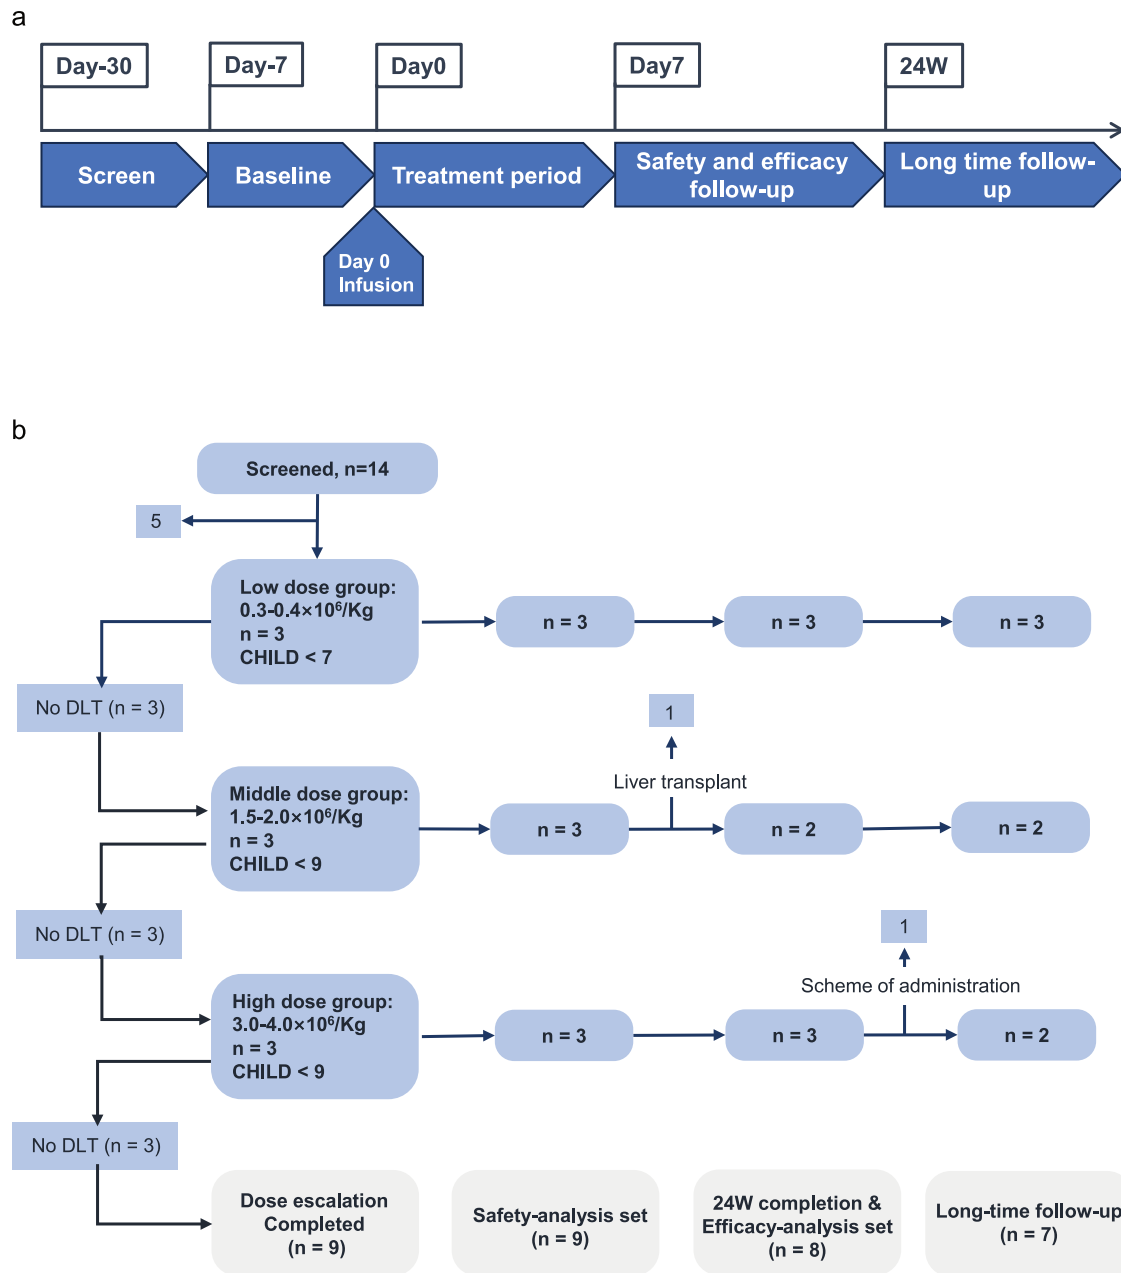 a
Day-30
Day-7
Day0
Day7
24W
Screen
Baseline
Treatment period
Safety and efficacy
follow-up
Long time follow-
up
Day 0
Infusion
b
Screened, n=14
5
Low dose group:
0.3-0.4×10⁶/Kg
n = 3
CHILD < 7
n = 3
n = 3
n = 3
No DLT (n = 3)
1
Liver transplant
Middle dose group:
1.5-2.0×10⁶/Kg
n = 3
CHILD < 9
n = 3
n = 2
n = 2
No DLT (n = 3)
1
Scheme of administration
High dose group:
3.0-4.0×10⁶/Kg
n = 3
CHILD < 9
n = 3
n = 3
n = 2
No DLT (n = 3)
Dose escalation
Completed
(n = 9)
Safety-analysis set
(n = 9)
24W completion &
Efficacy-analysis set
(n = 8)
Long-time follow-up
(n = 7)